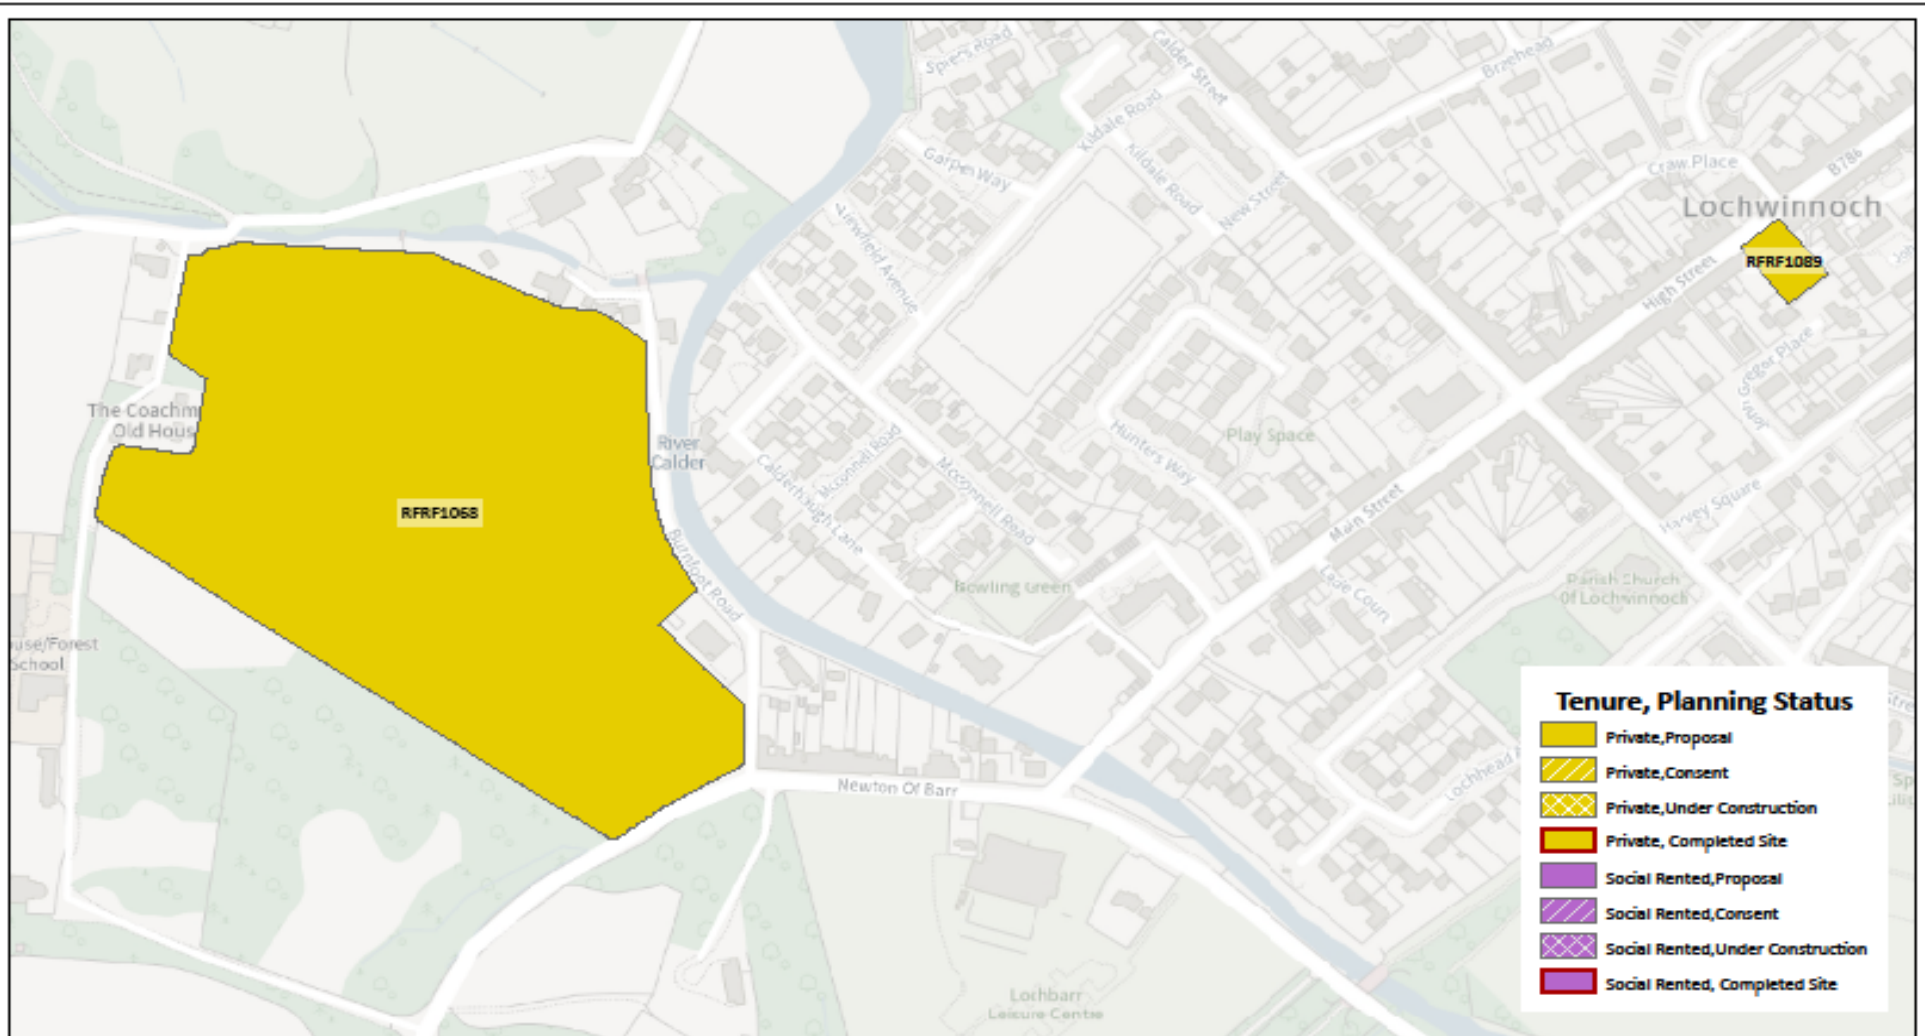 Spiers Road
Calder Street
Braehead
Kildale Road
Garpel Way
Kildale Road
New Street
Craw Place
B786
Lochwinnoch
RFRF1089
High Street
Viewfield Avenue
The Coachm
Old Hous
River
Calder
Calderhaugh Lane
Mcconnell Road
Mcconnell Road
Hunters Way
Play Space
Main Street
Harvey Square
RFRF1068
Burnfoot Road
Bowling Green
Lade Court
Parish Church
Of Lochwinnoch
use/Forest
School
Newton Of Barr
Lochhead
Lochbarr
Leisure Centre
Tenure, Planning Status
Private,Proposal
Private,Consent
Private,Under Construction
Private, Completed Site
Social Rented,Proposal
Social Rented,Consent
Social Rented,Under Construction
Social Rented, Completed Site